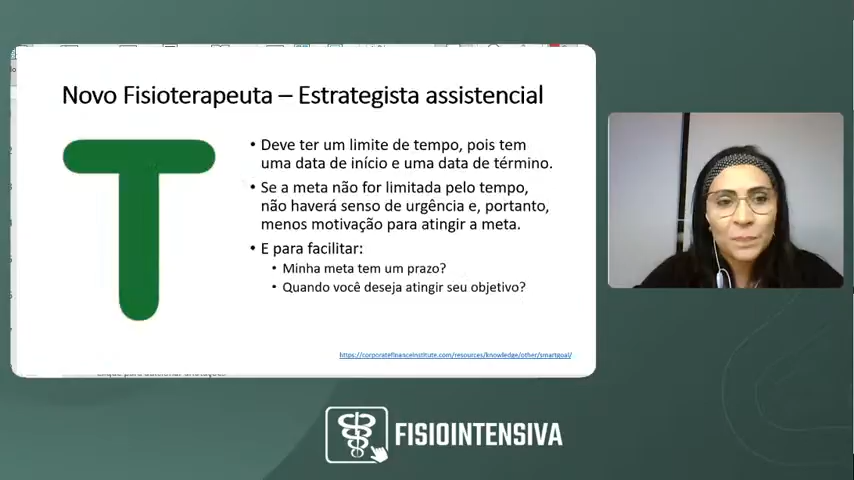 Novo Fisioterapeuta – Estrategista assistencial
T
• Deve ter um limite de tempo, pois tem
uma data de início e uma data de término.
• Se a meta não for limitada pelo tempo,
não haverá senso de urgência e, portanto,
menos motivação para atingir a meta.
• E para facilitar:
• Minha meta tem um prazo?
• Quando você deseja atingir seu objetivo?
https://corporatefinanceinstitute.com/resources/knowledge/other/smartgoal/
FISIOINTENSIVA